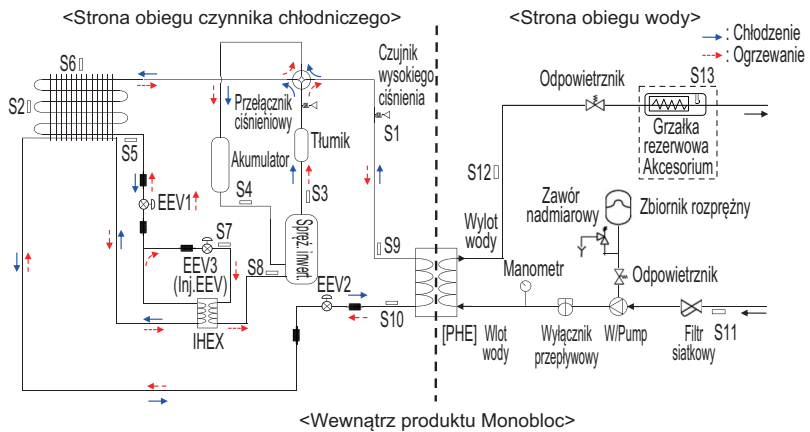 <Strona obiegu czynnika chłodniczego>
<Strona obiegu wody>
: Chłodzenie
: Ogrzewanie
S6
S2
S5
EEV1
S7
EEV3
(Inj.EEV)
IHEX
Przełącznik
ciśnieniowy
Akumulator
S4
S8
Tłumik
S3
Spręż. inwert.
EEV2
Czujnik
wysokiego
ciśnienia
S1
S9
S10
[PHE]
Wylot
wody
Wlot
wody
S12
Odpowietrznik
S13
Grzałka
rezerwowa
Akcesorium
Zawór
nadmiarowy
Zbiornik rozprężny
Manometr
Odpowietrznik
Wyłącznik
przepływowy
W/Pump
Filtr
siatkowy
S11
<Wewnątrz produktu Monobloc>